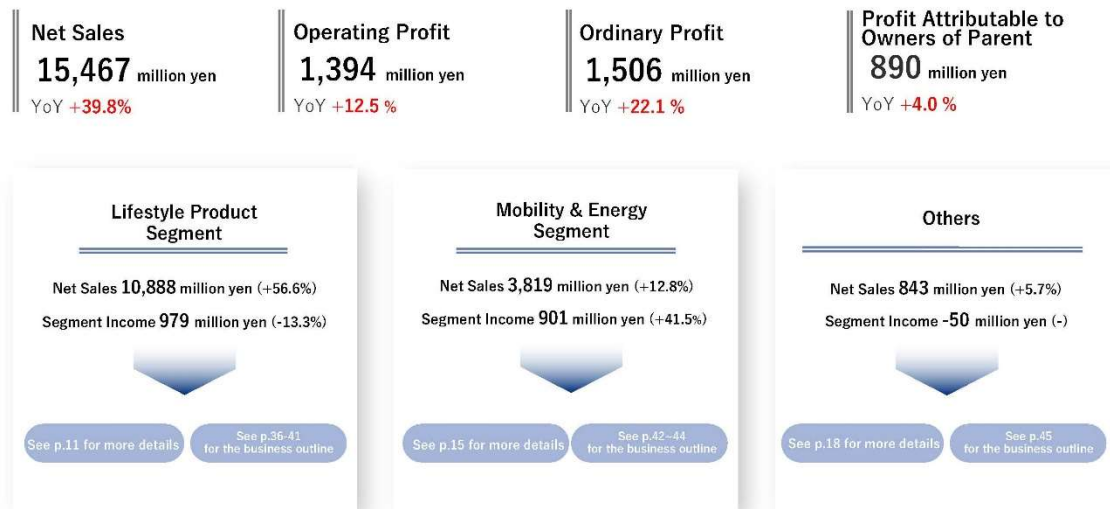 Net Sales
15,467 million yen
YoY +39.8%
Operating Profit
1,394 million yen
YoY +12.5 %
Ordinary Profit
1,506 million yen
YoY +22.1 %
Profit Attributable to
Owners of Parent
890 million yen
YoY +4.0 %
Lifestyle Product
Segment
Net Sales 10,888 million yen (+56.6%)
Segment Income 979 million yen (-13.3%)
See p.11 for more details
See p.36-41
for the business outline
Mobility & Energy
Segment
Net Sales 3,819 million yen (+12.8%)
Segment Income 901 million yen (+41.5%)
See p.15 for more details
See p.42–44
for the business outline
Others
Net Sales 843 million yen (+5.7%)
Segment Income -50 million yen (-)
See p.18 for more details
See p.45
for the business outline